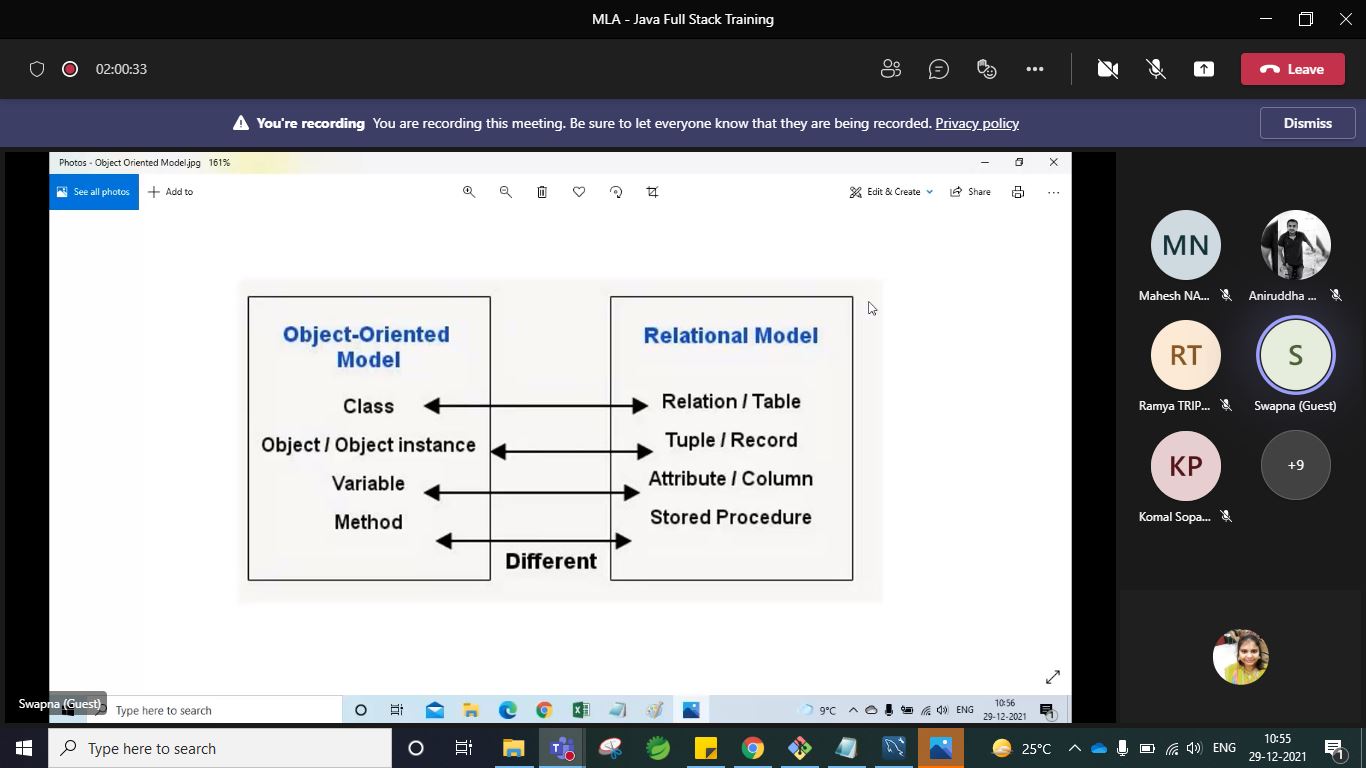 MLA - Java Full Stack Training
02:00:33
Leave
You're recording You are recording this meeting. Be sure to let everyone know that they are being recorded. Privacy policy
Dismiss
Photos - Object Oriented Model.jpg 161%
See all photos
Add to
Edit & Create
Share
Object-Oriented
Model
Class
Object / Object instance
Variable
Method
Different
Relational Model
Relation / Table
Tuple / Record
Attribute / Column
Stored Procedure
MN
Mahesh NA...
Aniruddha ...
RT
Ramya TRIP...
S
Swapna (Guest)
KP
Komal Sopa...
+9
Swapna (Guest)
Type here to search
9°C
ENG
10:56
29-12-2021
1
Type here to search
25°C
ENG
10:55
29-12-2021
1